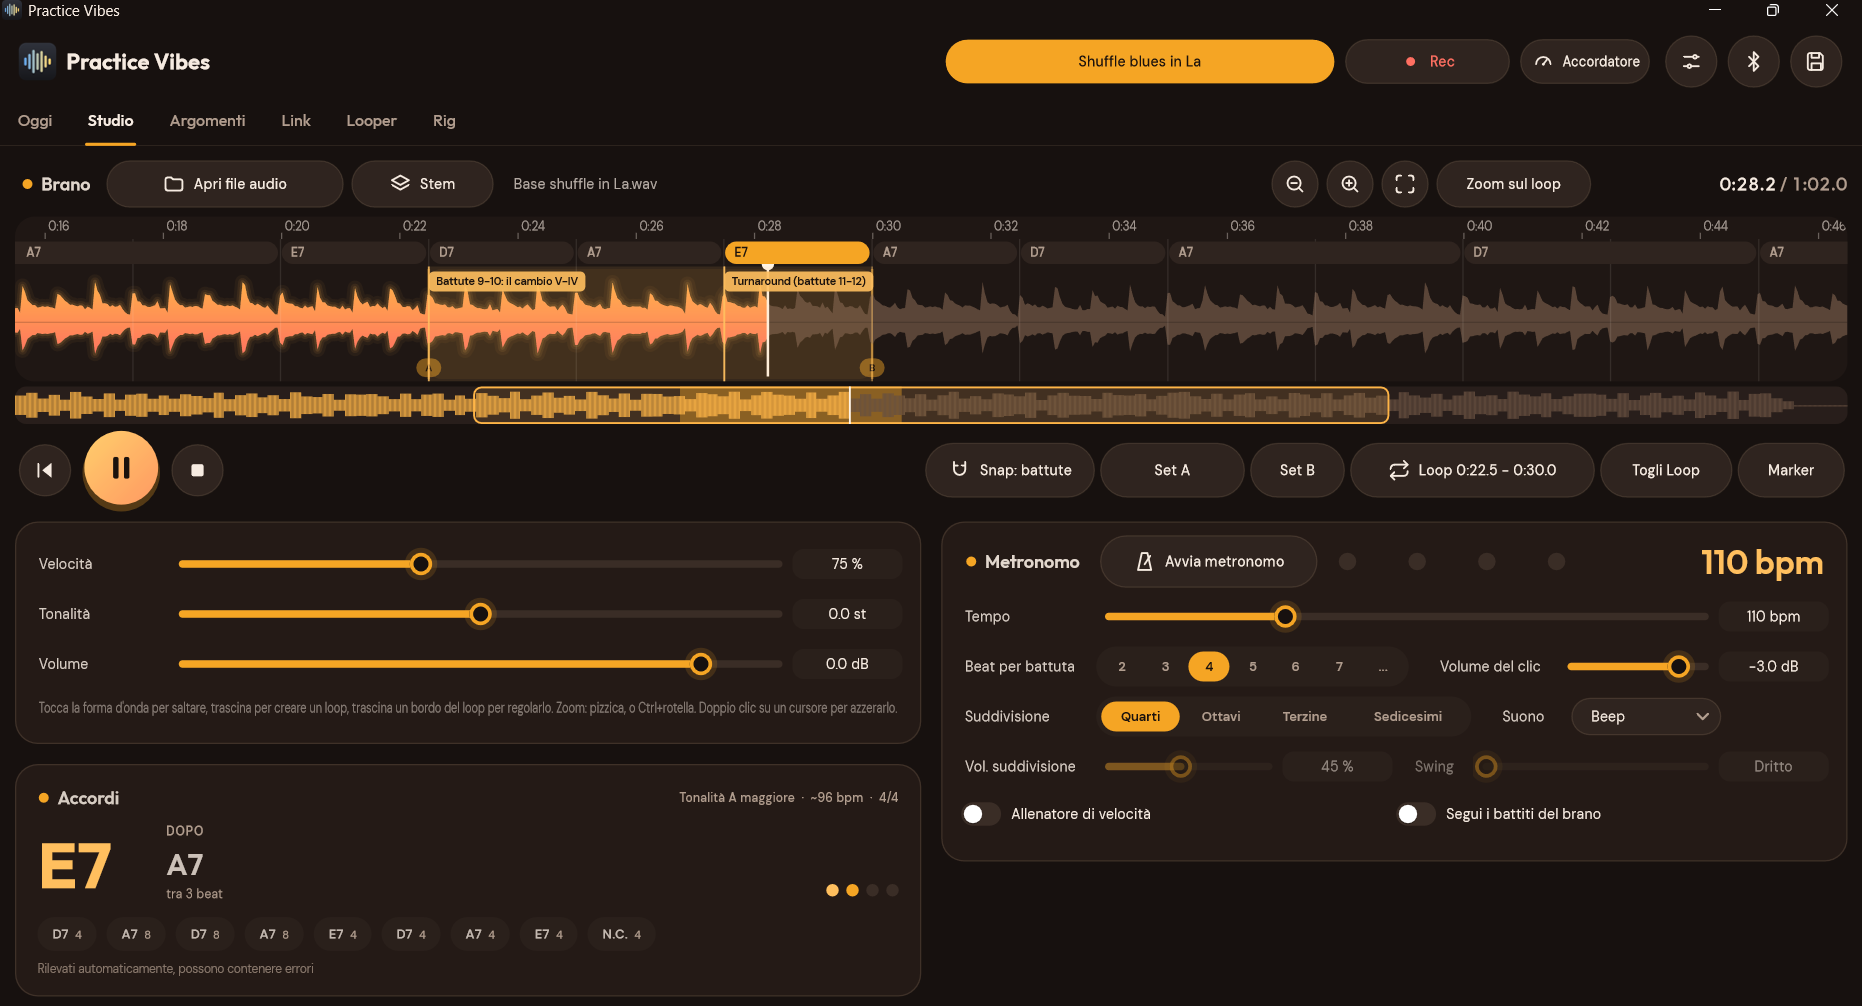 Practice Vibes
Practice Vibes
Shuffle blues in La
Rec
Accordatore
Oggi Studio Argomenti Link Looper Rig
Brano
Apri file audio
Stem
Base shuffle in La.wav
Zoom sul loop
0:28.2 / 1:02.0
0:16 0:18 0:20 0:22 0:24 0:26 0:28 0:30 0:32 0:34 0:36 0:38 0:40 0:42 0:44 0:46
A7 E7 D7 A7 E7 A7 D7 A7 D7 A7
Battute 9-10: il cambio V-IV
Turnaround (battute 11-12)
A B
Snap: battute
Set A
Set B
Loop 0:22.5 - 0:30.0
Togli Loop
Marker
Velocità 75 %
Tonalità 0.0 st
Volume 0.0 dB
Tocca la forma d'onda per saltare, trascina per creare un loop, trascina un bordo del loop per regolarlo. Zoom: pizzica, o Ctrl+rotella. Doppio clic su un cursore per azzerarlo.
Accordi
Tonalità A maggiore · ~96 bpm · 4/4
E7
DOPO
A7
tra 3 beat
D7 4 A7 8 D7 8 A7 8 E7 4 D7 4 A7 4 E7 4 N.C. 4
Rilevati automaticamente, possono contenere errori
Metronomo
Avvia metronomo
110 bpm
Tempo 110 bpm
Beat per battuta 2 3 4 5 6 7 ... Volume del clic -3.0 dB
Suddivisione Quarti Ottavi Terzine Sedicesimi Suono Beep
Vol. suddivisione 45 % Swing Dritto
Allenatore di velocità
Segui i battiti del brano